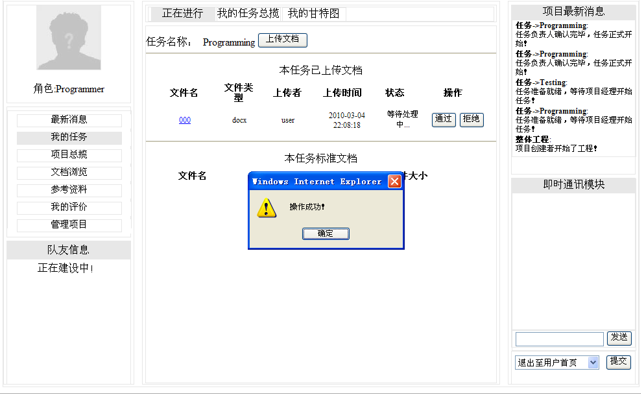 角色:Programmer
最新消息
我的任务
项目总揽
文档浏览
参考资料
我的评价
管理项目
队友信息
正在建设中!
正在进行 我的任务总揽 我的甘特图
任务名称: Programming 上传文档
本任务已上传文档
文件名 文件类型 上传者 上传时间 状态 操作
000 docx user 2010-03-04 22:08:18 等待处理中... 通过 拒绝
本任务标准文档
文件名 件大小
Windows Internet Explorer
操作成功!
确定
项目最新消息
任务->Programming:
任务负责人确认完毕,任务正式开
始!
任务->Programming:
任务负责人确认完毕,任务正式开
始!
任务->Testing:
任务准备就绪,等待项目经理开始
任务!
任务->Programming:
任务准备就绪,等待项目经理开始
任务!
整体工程:
项目创建者开始了工程!
即时通讯模块
发送
退出至用户首页 提交